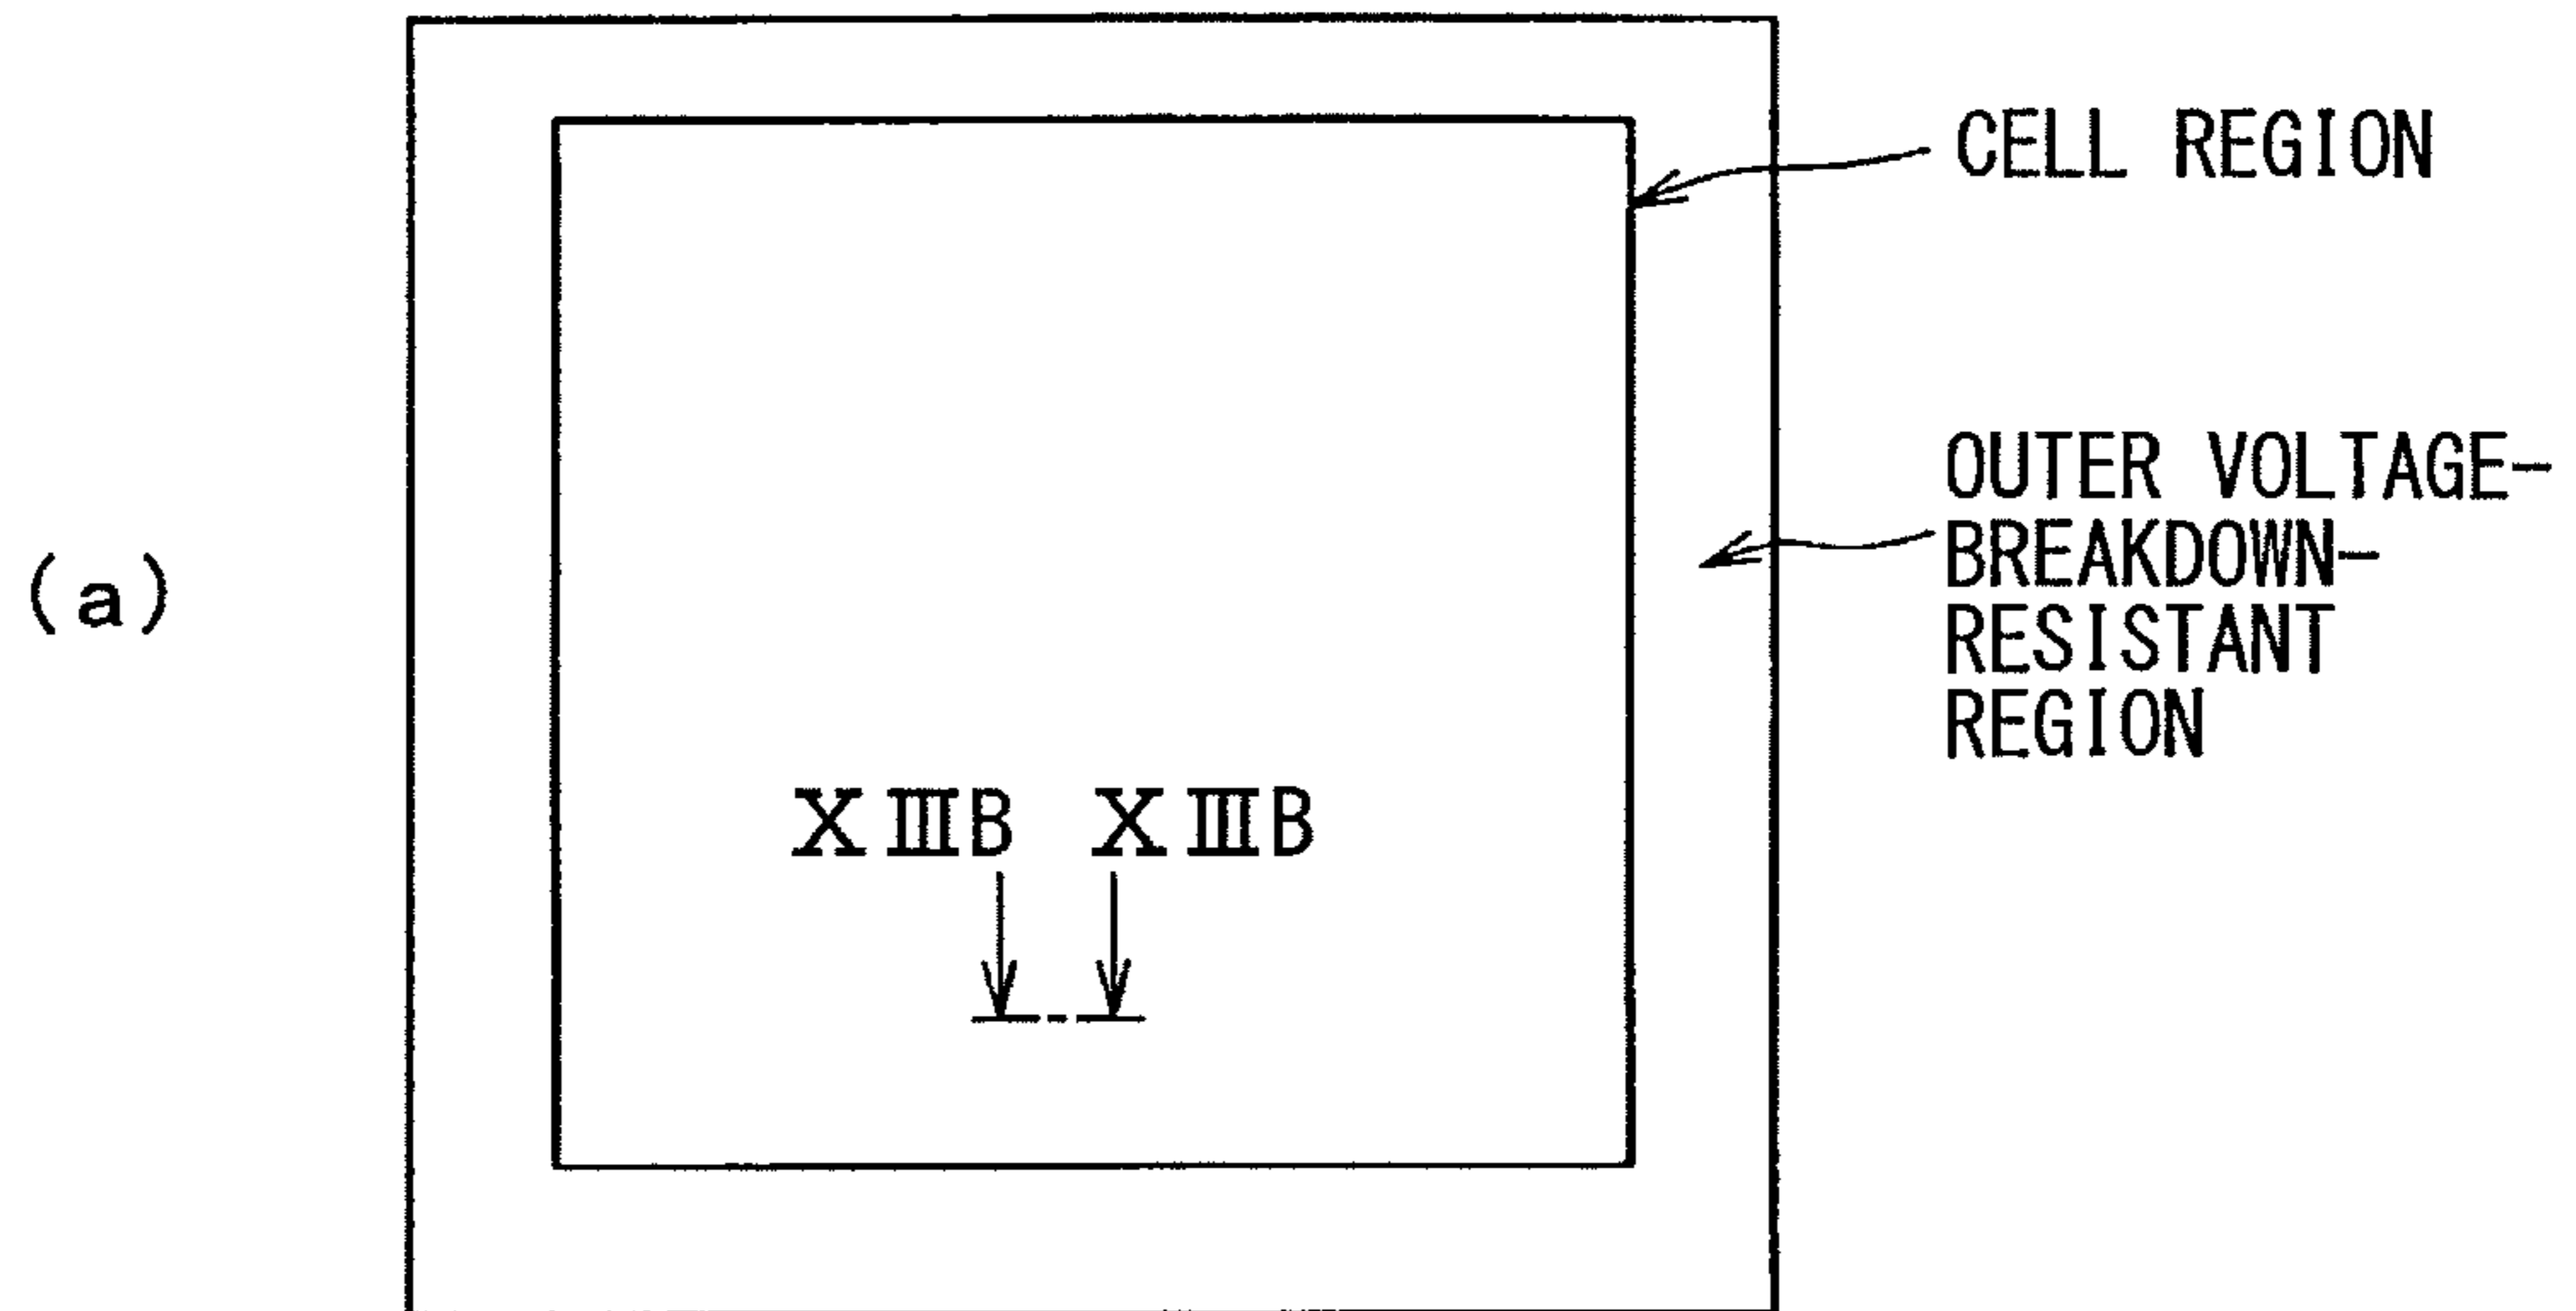 CELL REGION
OUTER VOLTAGE-
BREAKDOWN-
RESISTANT
REGION
(a)
XⅢB XⅢB